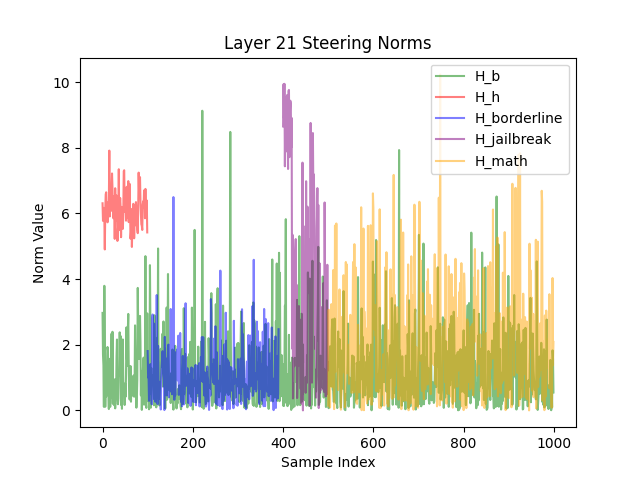 Layer 21 Steering Norms
Norm Value
10
8
6
4
2
0
H_b
H_h
H_borderline
H_jailbreak
H_math
0 200 400 600 800 1000
Sample Index